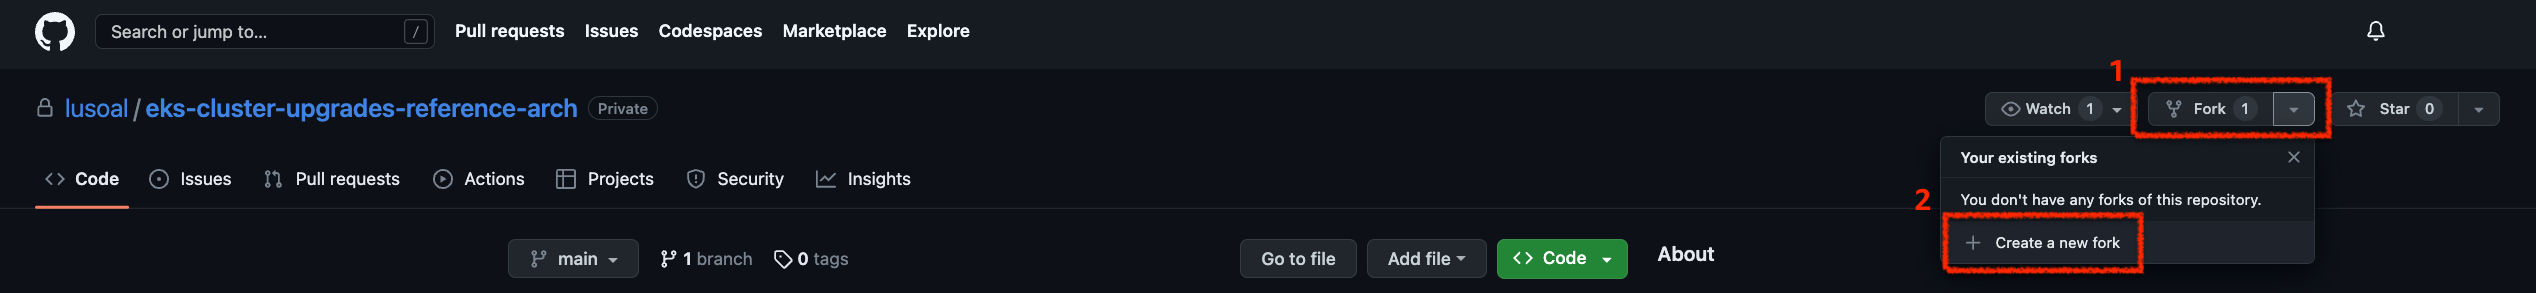 Search or jump to... / Pull requests Issues Codespaces Marketplace Explore
1
lusoal / eks-cluster-upgrades-reference-arch Private Watch 1 Fork 1 Star 0
Your existing forks
Code Issues Pull requests Actions Projects Security Insights
2 You don't have any forks of this repository.
Create a new fork
main 1 branch 0 tags Go to file Add file Code About